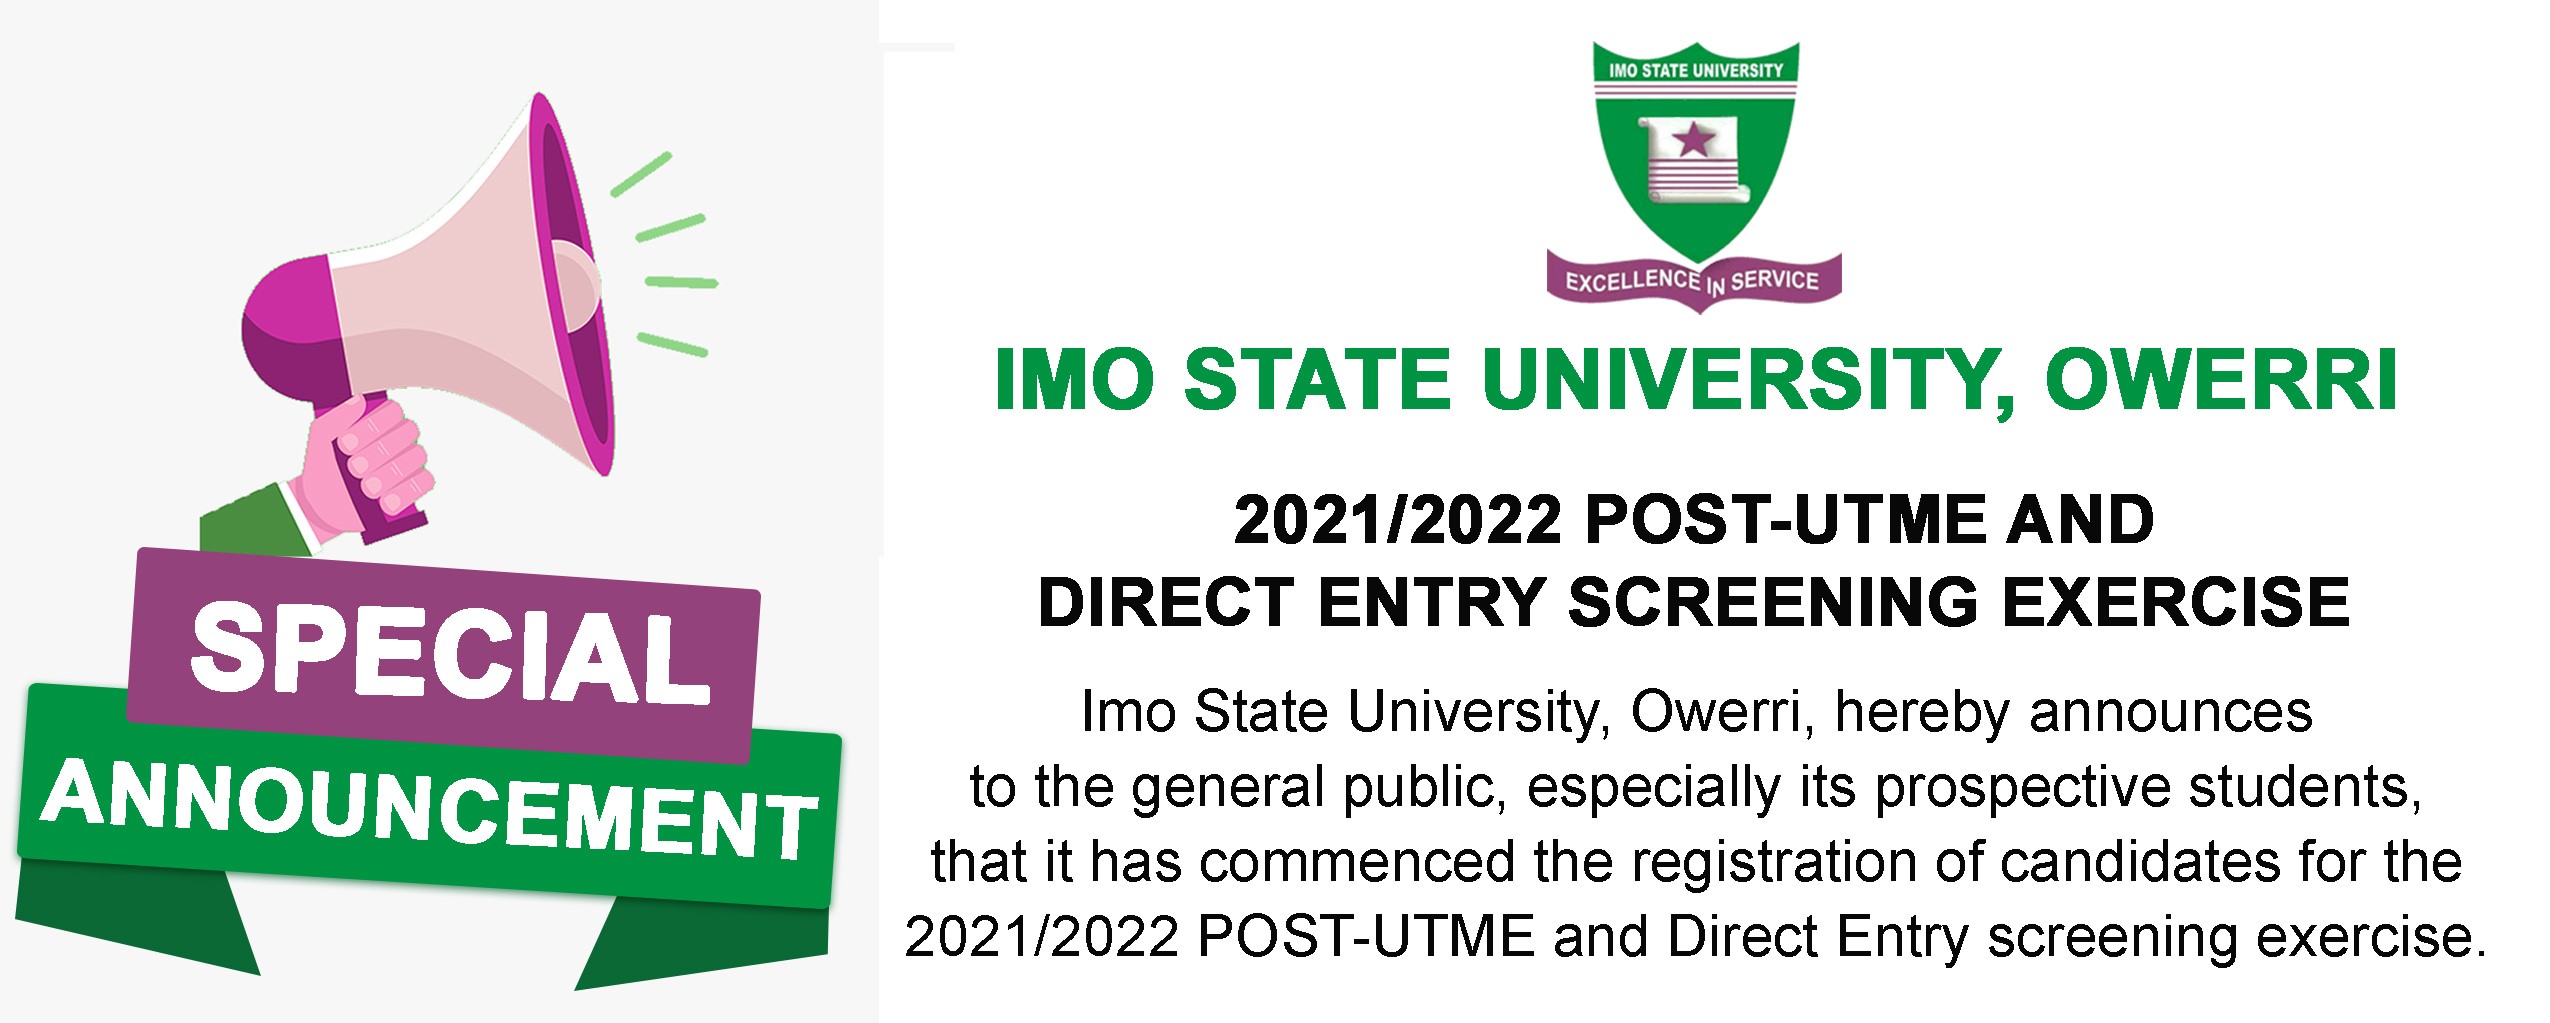 SPECIAL
ANNOUNCEMENT
IMO STATE UNIVERSITY
EXCELLENCE IN SERVICE
IMO STATE UNIVERSITY, OWERRI
2021/2022 POST-UTME AND
DIRECT ENTRY SCREENING EXERCISE
Imo State University, Owerri, hereby announces
to the general public, especially its prospective students,
that it has commenced the registration of candidates for the
2021/2022 POST-UTME and Direct Entry screening exercise.